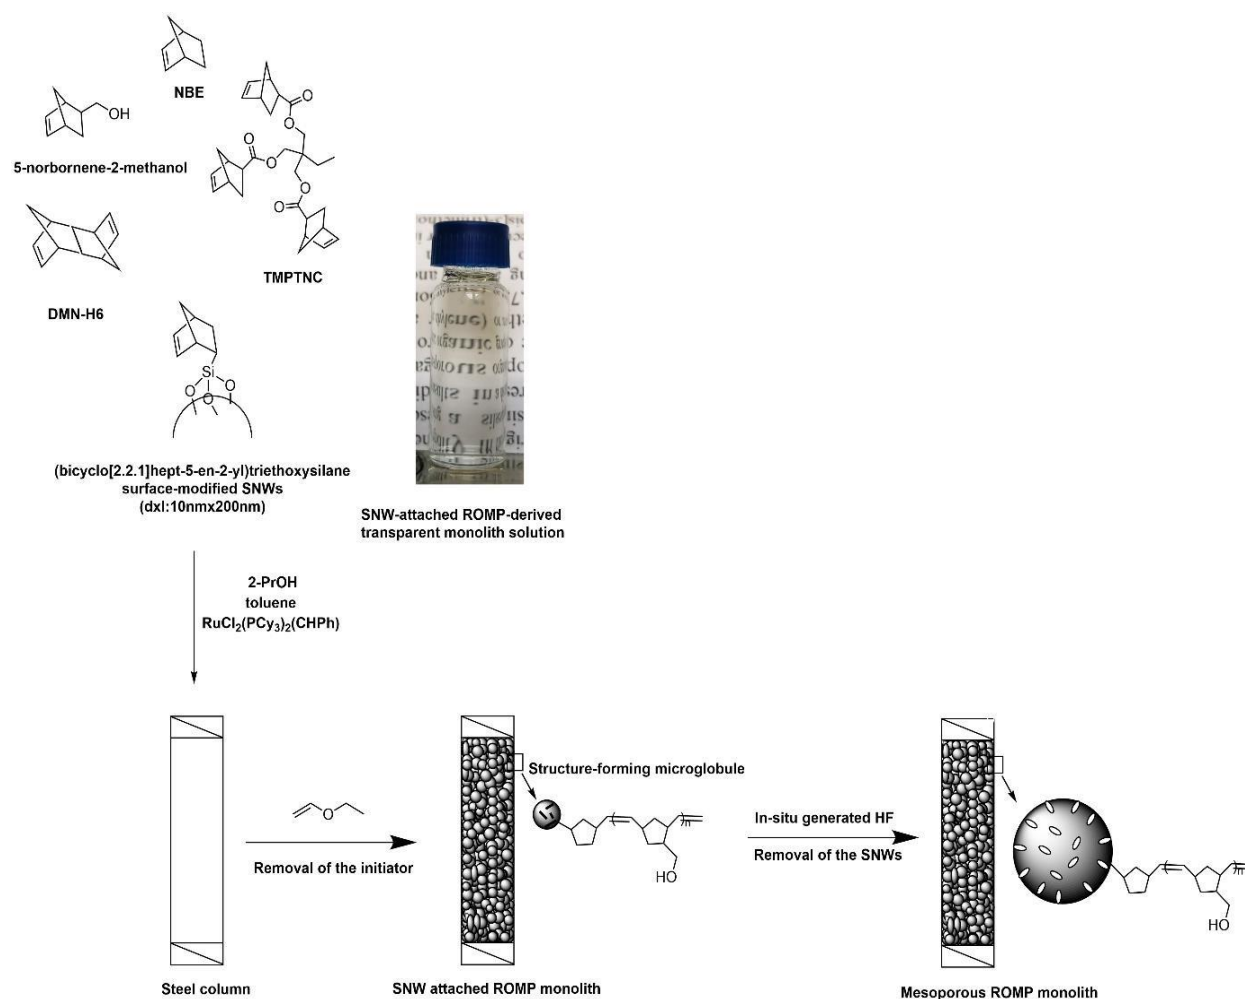 NBE
OH
O
O
5-norbornene-2-methanol
O
O
O
O
TMPTNC
DMN-H6
Si
O
O
O
(bicyclo[2.2.1]hept-5-en-2-yl)triethoxysilane
surface-modified SNWs
(dxl:10nmx200nm)
SNW-attached ROMP-derived
transparent monolith solution
2-PrOH
toluene
RuCl2(PCy3)2(CHPh)
O
Removal of the initiator
Structure-forming microglobule
n
HO
In-situ generated HF
Removal of the SNWs
n
HO
Steel column
SNW attached ROMP monolith
Mesoporous ROMP monolith